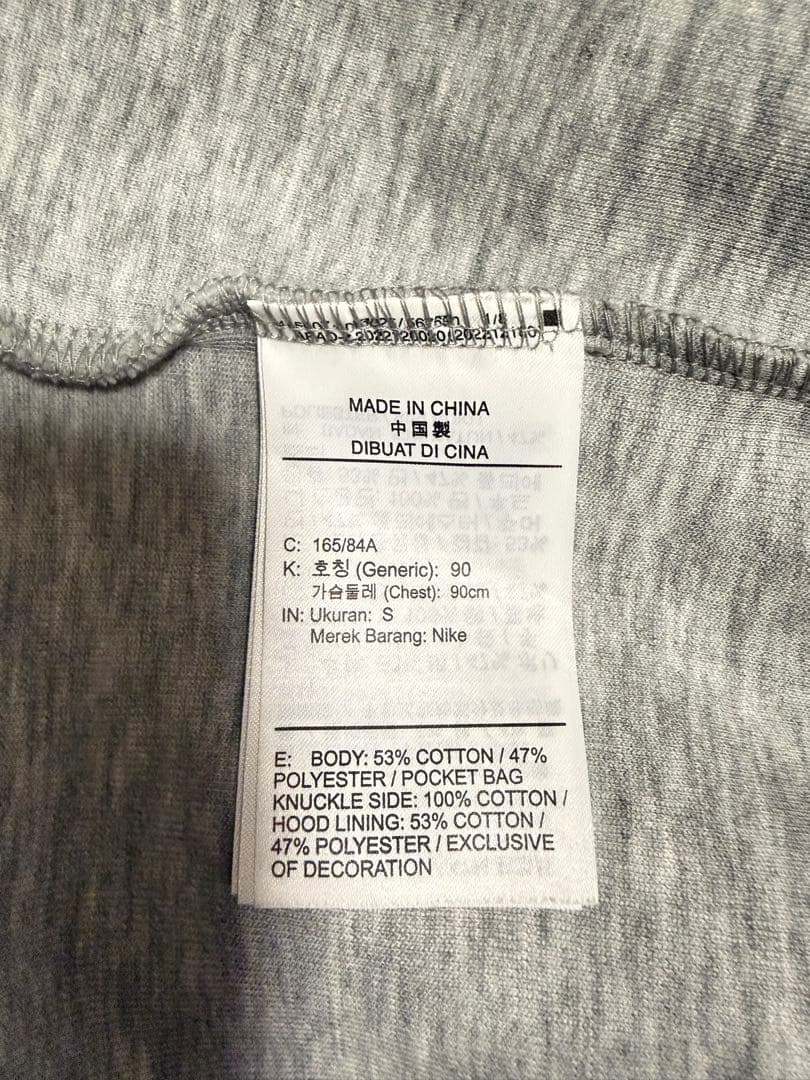 MADE IN CHINA
中国製
DIBUAT DI CINA
C: 165/84A
K: 호칭 (Generic): 90
가슴둘레 (Chest): 90cm
IN: Ukuran: S
Merek Barang: Nike
E: BODY: 53% COTTON / 47%
POLYESTER / POCKET BAG
KNUCKLE SIDE: 100% COTTON /
HOOD LINING: 53% COTTON /
47% POLYESTER / EXCLUSIVE
OF DECORATION